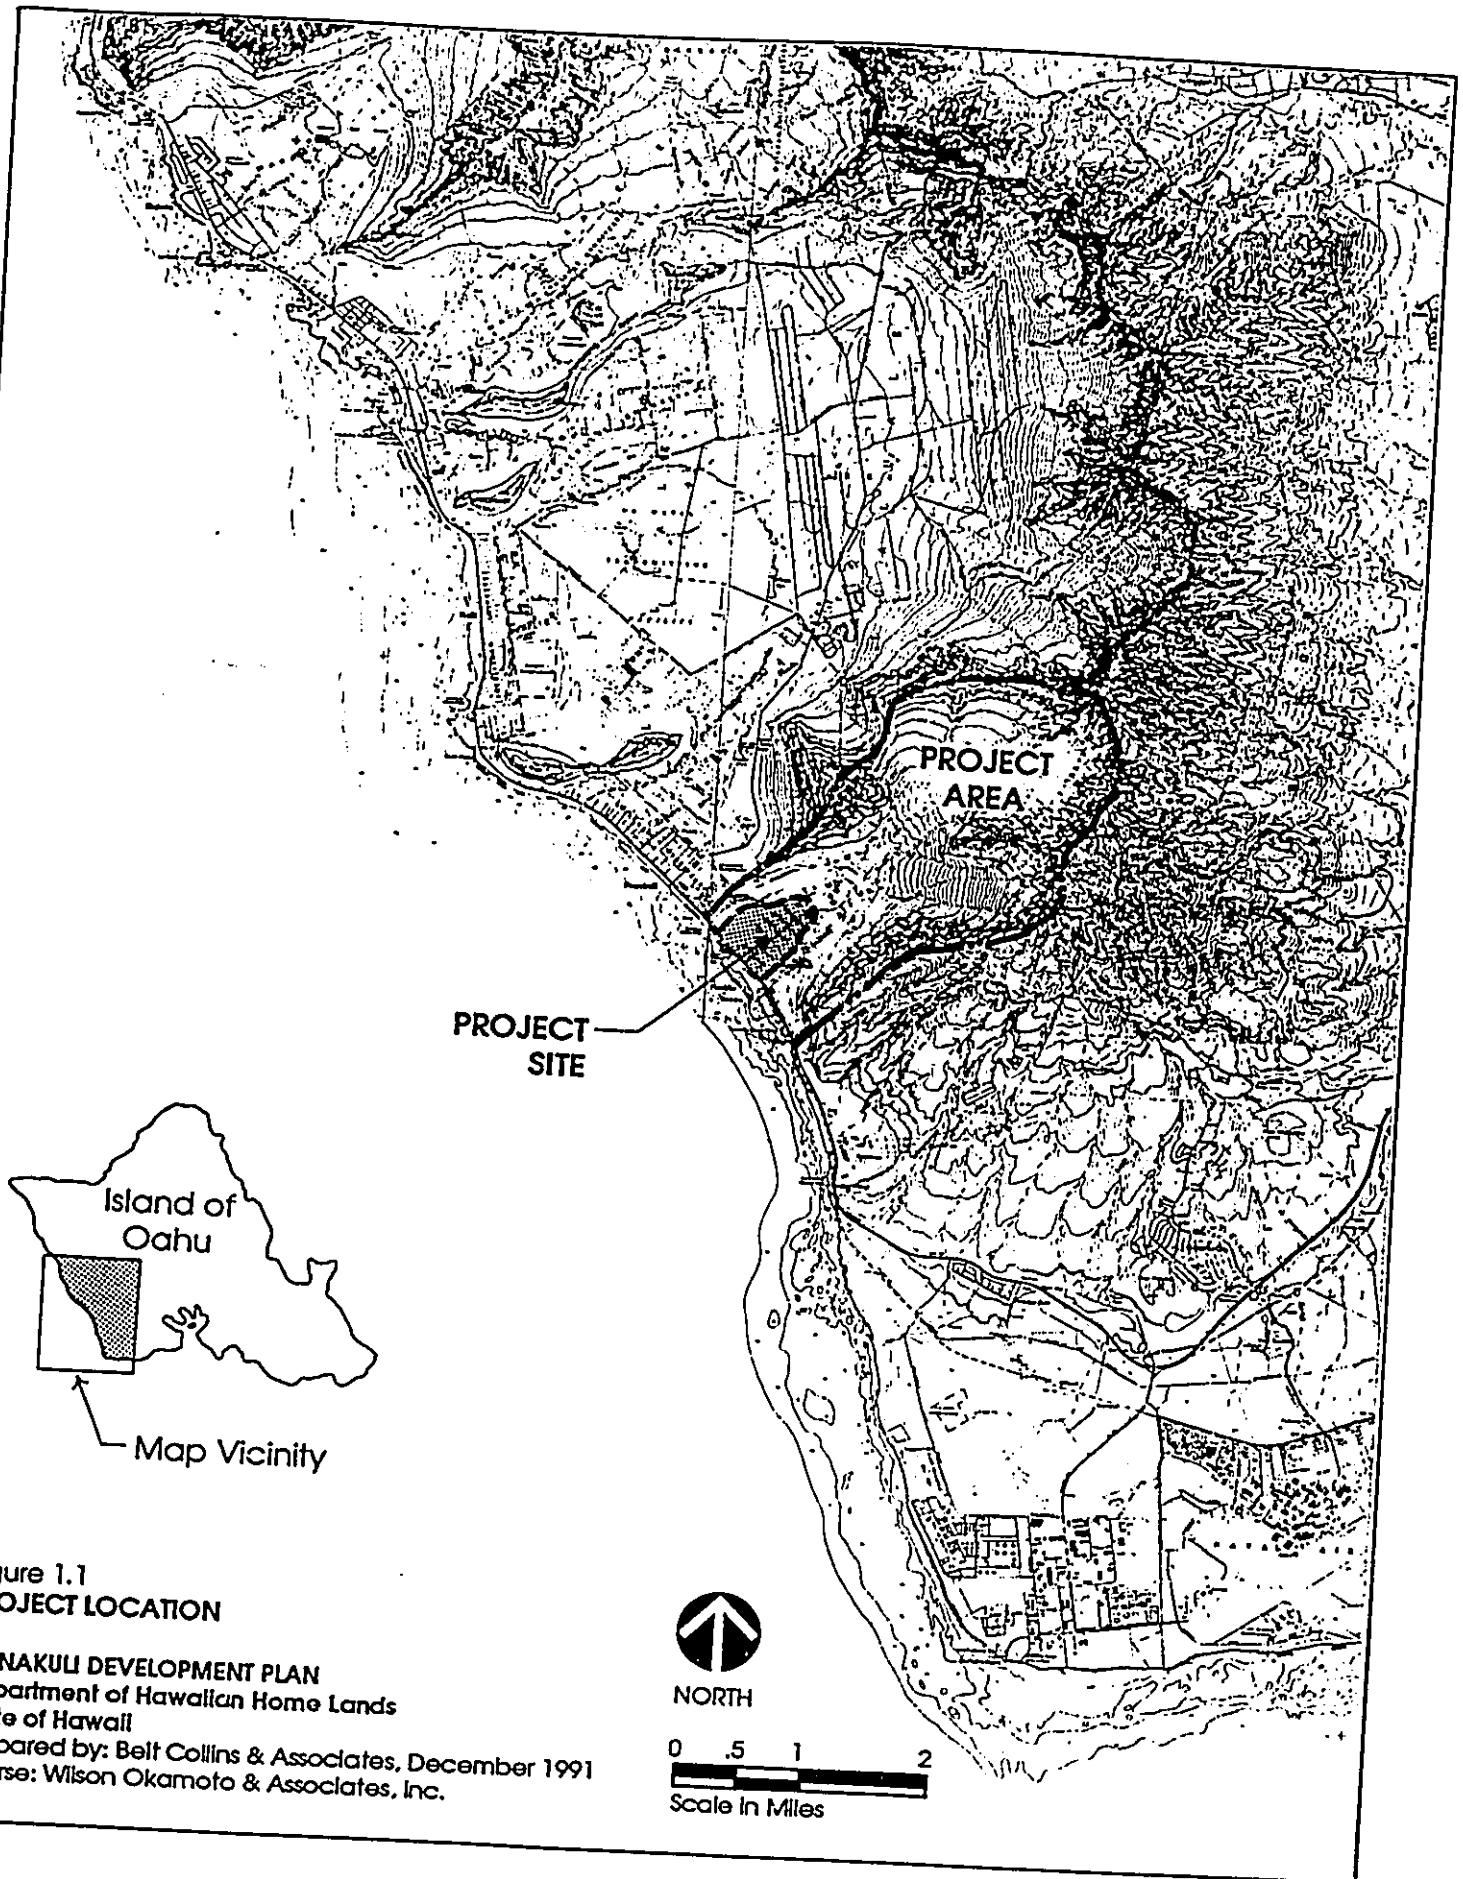 PROJECT
AREA
PROJECT
SITE
Island of
Oahu
Map Vicinity
gure 1.1
OJECT LOCATION
NAKULI DEVELOPMENT PLAN
partment of Hawaiian Home Lands
e of Hawaii
pared by: Belt Collins & Associates, December 1991
rse: Wilson Okamoto & Associates, Inc.
NORTH
0 .5 1 2
Scale in Miles